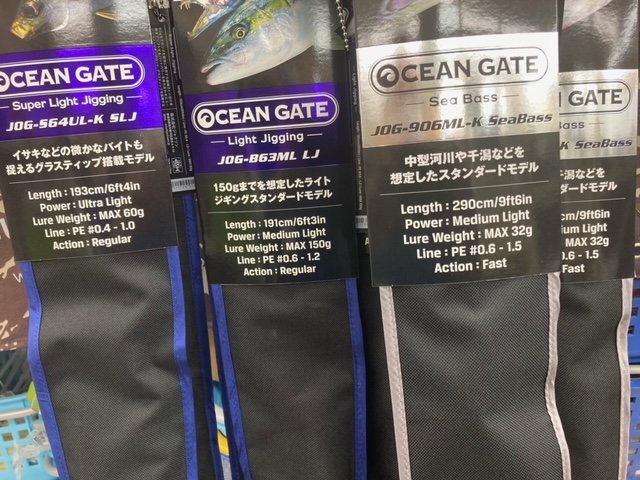 OCEAN GATE
Super Light Jigging
JOG-S64UL-K SLJ
イサキなどの微かなバイトも
捉えるグラスティップ搭載モデル
Length : 193cm/6ft4in
Power : Ultra Light
Lure Weight : MAX 60g
Line : PE #0.4 - 1.0
Action : Regular
OCEAN GATE
Light Jigging
JOG-B63ML LJ
150gまでを想定したライト
ジギングスタンダードモデル
Length : 191cm/6ft3in
Power : Medium Light
Lure Weight : MAX 150g
Line : PE #0.6 - 1.2
Action : Regular
OCEAN GATE
Sea Bass
JOG-906ML-K SeaBass
中型河川や干潟などを
想定したスタンダードモデル
Length : 290cm/9ft6in
Power : Medium Light
Lure Weight : MAX 32g
Line : PE #0.6 - 1.5
Action : Fast
GATE
SeaBass
干潟などを
ードモデル
/9ft6in
Light
MAX 32g
0.6 - 1.5
Fast